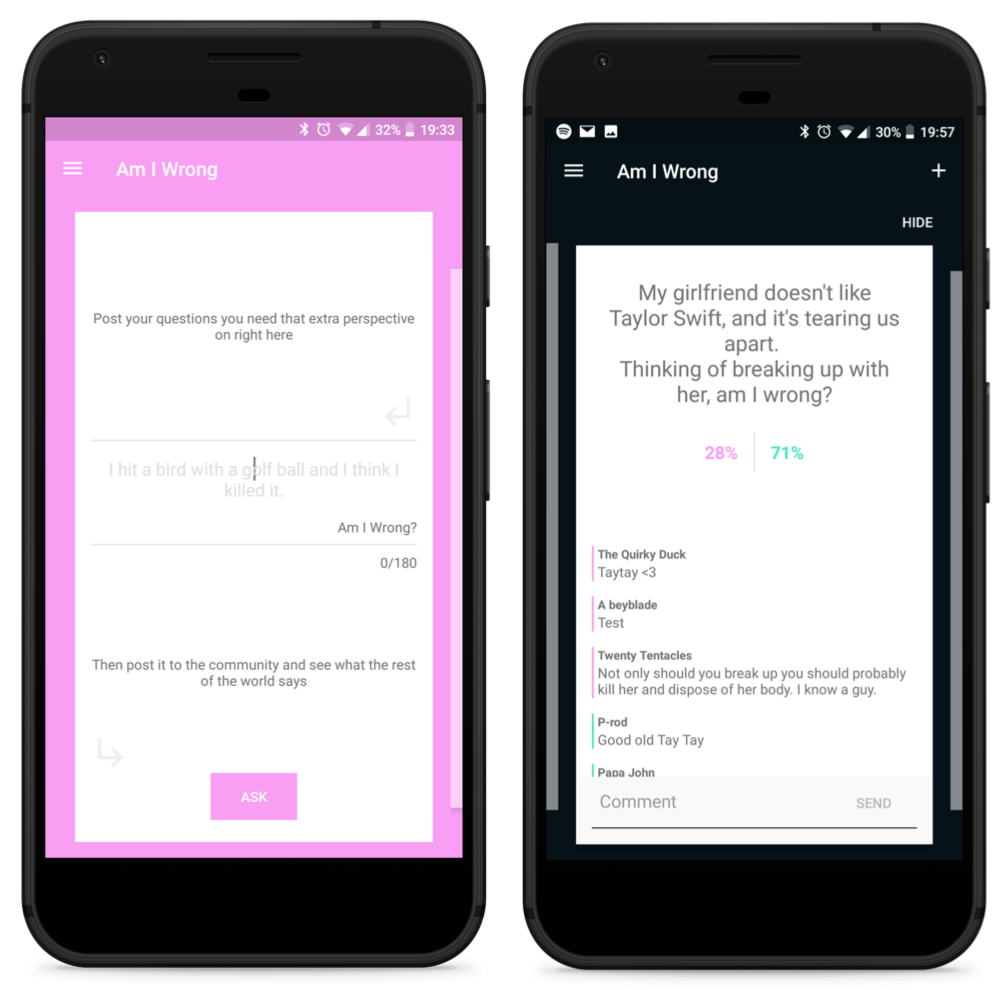 32% 19:33
Am I Wrong
Post your questions you need that extra perspective
on right here
I hit a bird with a golf ball and I think I
killed it.
Am I Wrong?
0/180
Then post it to the community and see what the rest
of the world says
ASK
30% 19:57
Am I Wrong +
HIDE
My girlfriend doesn't like
Taylor Swift, and it's tearing us
apart.
Thinking of breaking up with
her, am I wrong?
28% 71%
The Quirky Duck
Taytay <3
A beyblade
Test
Twenty Tentacles
Not only should you break up you should probably
kill her and dispose of her body. I know a guy.
P-rod
Good old Tay Tay
Papa John
Comment SEND